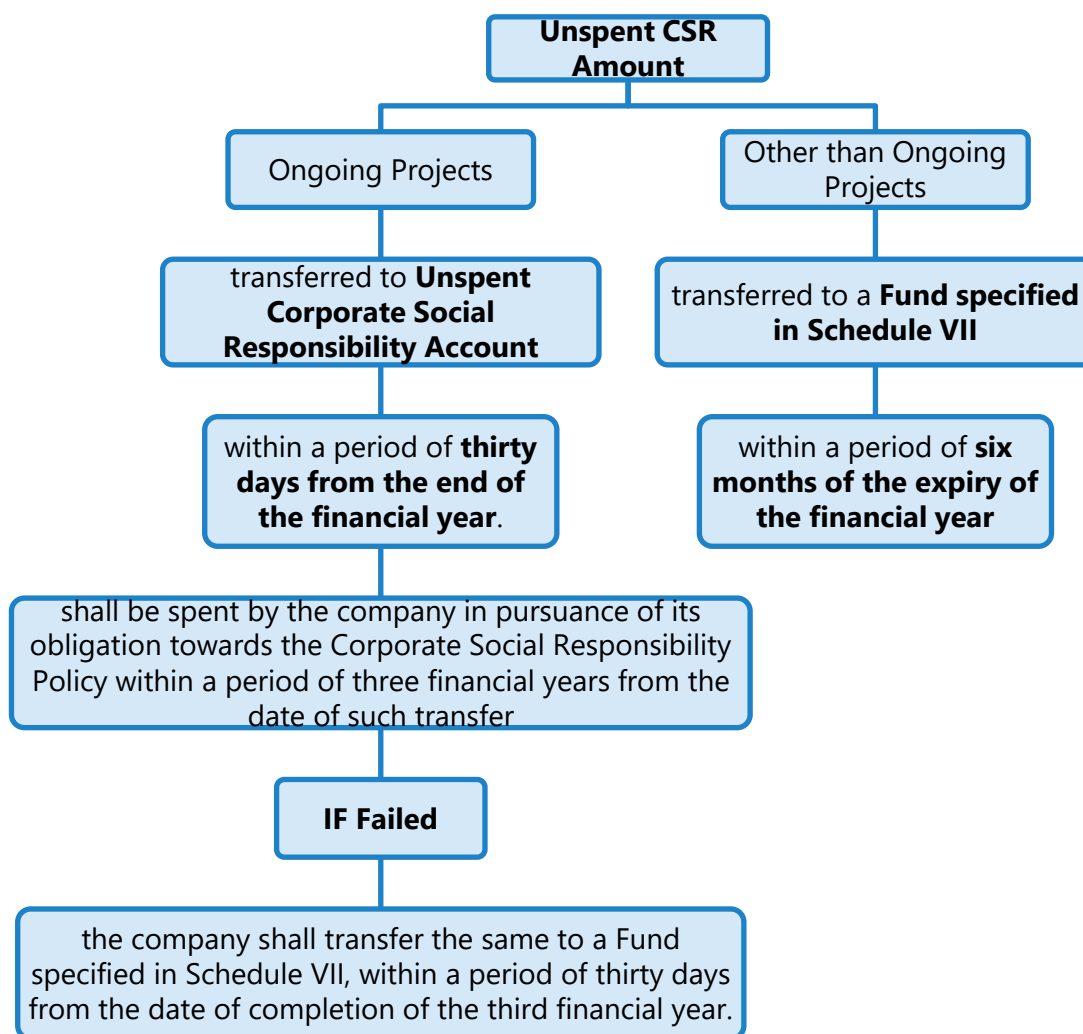 Unspent CSR
Amount
Ongoing Projects
Other than Ongoing
Projects
transferred to Unspent
Corporate Social
Responsibility Account
transferred to a Fund specified
in Schedule VII
within a period of thirty
days from the end of
the financial year.
within a period of six
months of the expiry of
the financial year
shall be spent by the company in pursuance of its
obligation towards the Corporate Social Responsibility
Policy within a period of three financial years from the
date of such transfer
IF Failed
the company shall transfer the same to a Fund
specified in Schedule VII, within a period of thirty days
from the date of completion of the third financial year.